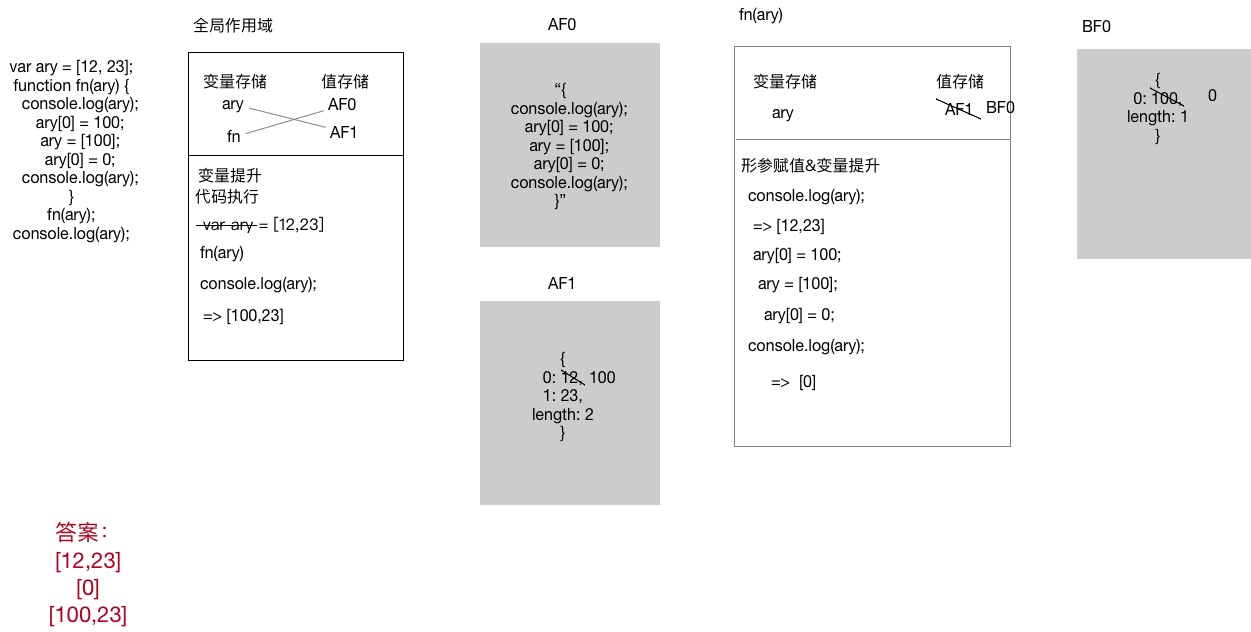 var ary = [12, 23];
function fn(ary) {
console.log(ary);
ary[0] = 100;
ary = [100];
ary[0] = 0;
console.log(ary);
}
fn(ary);
console.log(ary);
全局作用域
变量存储 值存储
ary AF0
fn AF1
变量提升
代码执行
var ary = [12,23]
fn(ary)
console.log(ary);
=> [100,23]
AF0
“{
console.log(ary);
ary[0] = 100;
ary = [100];
ary[0] = 0;
console.log(ary);
}”
AF1
{
0: 12, 100
1: 23,
length: 2
}
fn(ary)
变量存储 值存储
ary AF1 BF0
形参赋值&变量提升
console.log(ary);
=> [12,23]
ary[0] = 100;
ary = [100];
ary[0] = 0;
console.log(ary);
=> [0]
BF0
{
0: 100, 0
length: 1
}
答案：
[12,23]
[0]
[100,23]